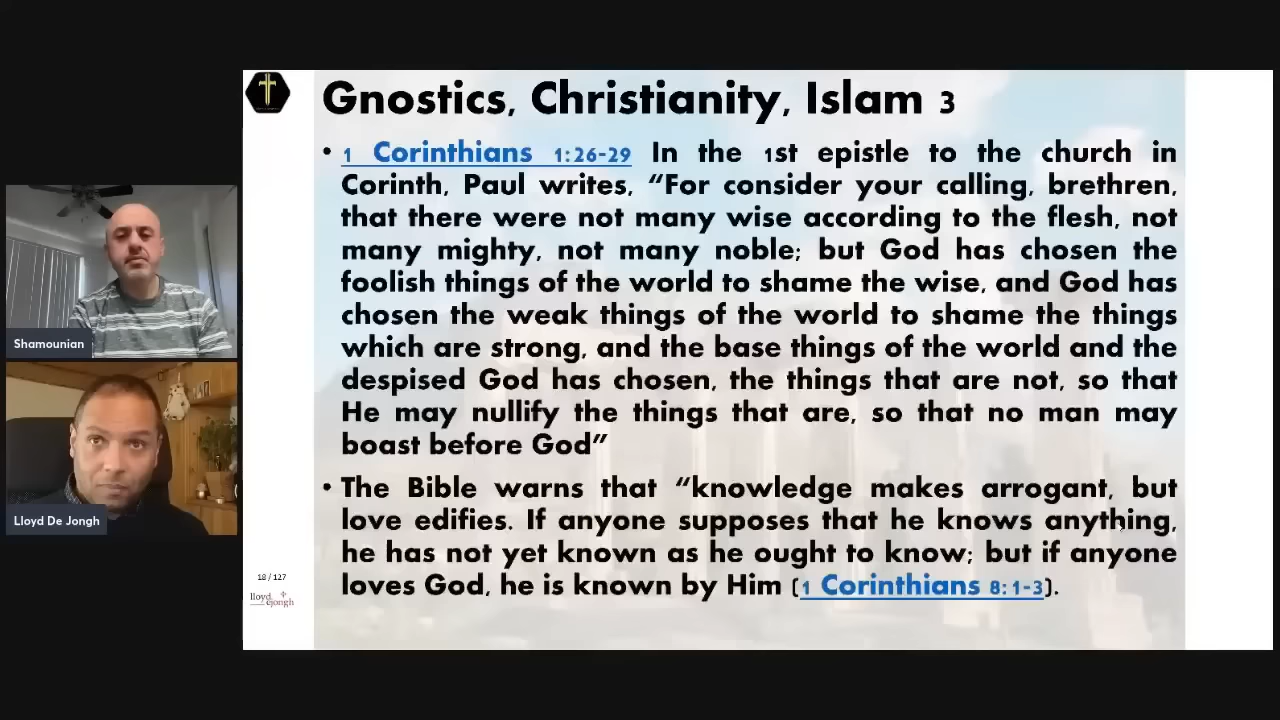 Gnostics, Christianity, Islam 3
• 1 Corinthians 1:26-29 In the 1st epistle to the church in
Corinth, Paul writes, “For consider your calling, brethren,
that there were not many wise according to the flesh, not
many mighty, not many noble; but God has chosen the
foolish things of the world to shame the wise, and God has
chosen the weak things of the world to shame the things
which are strong, and the base things of the world and the
despised God has chosen, the things that are not, so that
He may nullify the things that are, so that no man may
boast before God”
• The Bible warns that “knowledge makes arrogant, but
love edifies. If anyone supposes that he knows anything,
he has not yet known as he ought to know; but if anyone
loves God, he is known by Him (1 Corinthians 8:1-3).
Shamounian
Lloyd De Jongh
18 / 127
lloyd
dejongh